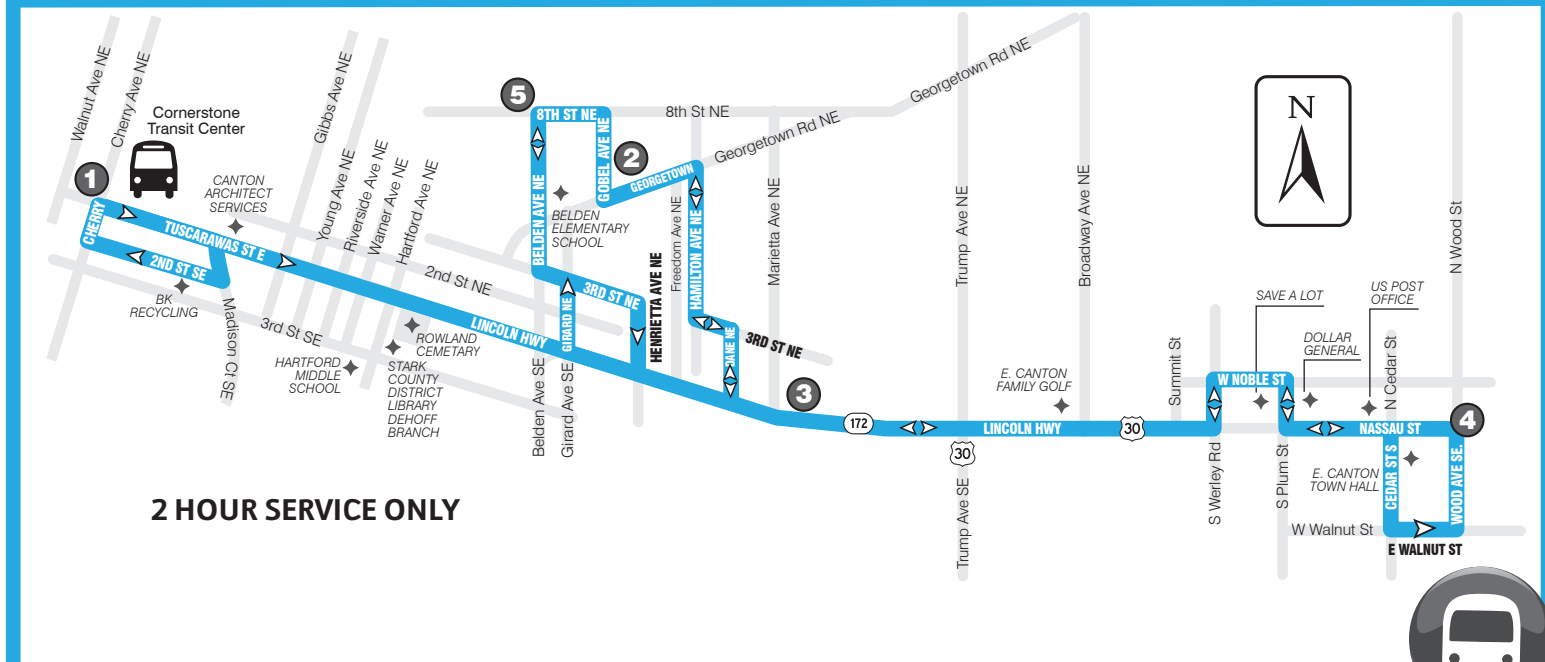 Walnut Ave NE
Cherry Ave NE
Cornerstone
Transit Center
1
CANTON
ARCHITECT
SERVICES
Gibbs Ave NE
Young Ave NE
Riverside Ave NE
Warner Ave NE
Hartford Ave NE
CHERRY
TUSCARAWAS ST E
2ND ST SE
BK
RECYCLING
Madison Ct SE
3rd St SE
2nd St NE
LINCOLN HWY
HARTFORD
MIDDLE
SCHOOL
ROWLAND
CEMETARY
STARK
COUNTY
DISTRICT
LIBRARY
DEHOFF
BRANCH
5
8TH ST NE
8th St NE
GOBEL AVE NE
2
GEORGETOWN
Georgetown Rd NE
Georgetown Rd NE
BELDEN AVE NE
BELDEN
ELEMENTARY
SCHOOL
3RD ST NE
GIRARD NE
HENRIETTA AVE NE
Freedom Ave NE
HAMILTON AVE NE
Marietta Ave NE
DANE NE
3RD ST NE
Belden Ave SE
Girard Ave SE
3
172
Trump Ave NE
Broadway Ave NE
E. CANTON
FAMILY GOLF
LINCOLN HWY
30
30
Trump Ave SE
Summit St
W NOBLE ST
S Werley Rd
S Plum St
SAVE A LOT
DOLLAR
GENERAL
US POST
OFFICE
N Cedar St
N Wood St
N
NASSAU ST
4
CEDAR ST S
WOOD AVE SE.
E. CANTON
TOWN HALL
W Walnut St
E WALNUT ST
2 HOUR SERVICE ONLY